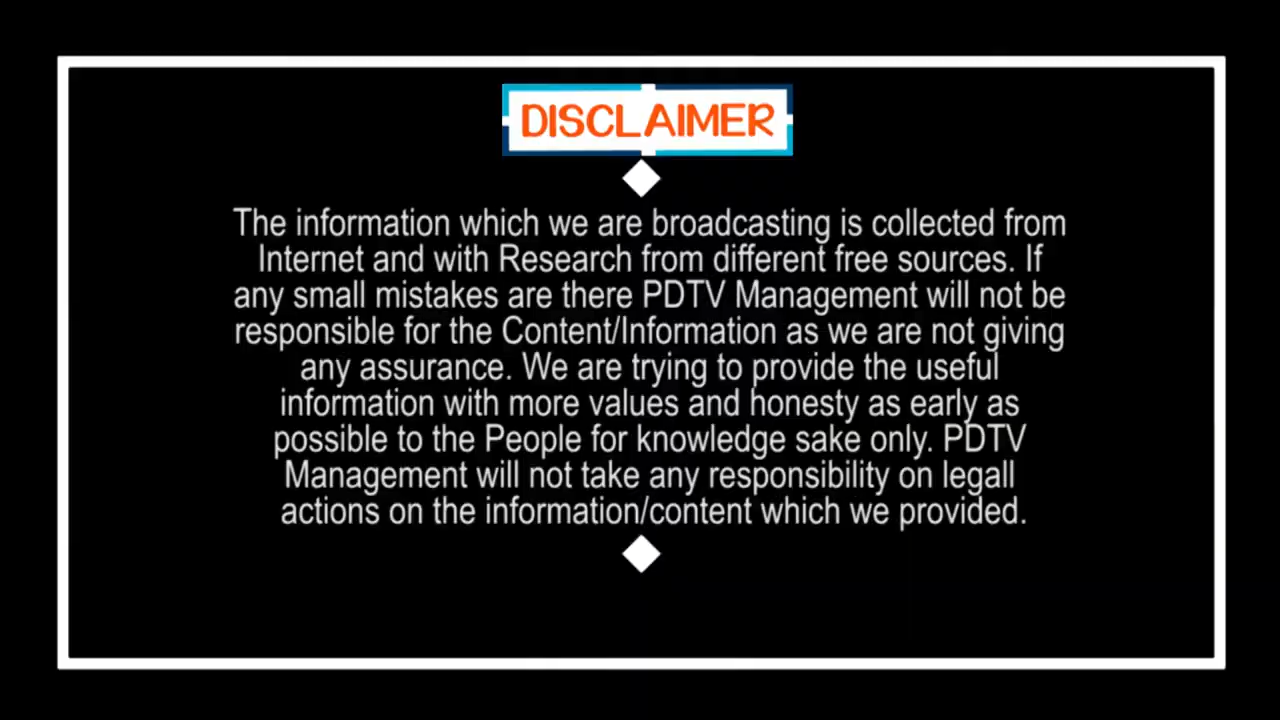 DISCLAIMER
The information which we are broadcasting is collected from
Internet and with Research from different free sources. If
any small mistakes are there PDTV Management will not be
responsible for the Content/Information as we are not giving
any assurance. We are trying to provide the useful
information with more values and honesty as early as
possible to the People for knowledge sake only. PDTV
Management will not take any responsibility on legall
actions on the information/content which we provided.